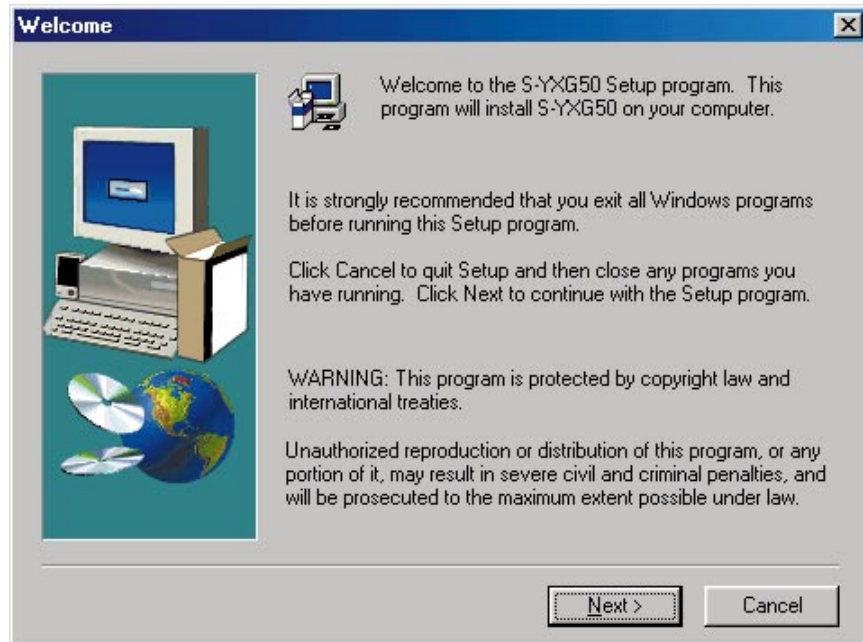 Welcome
Welcome to the S-YXG50 Setup program.  This
program will install S-YXG50 on your computer.
It is strongly recommended that you exit all Windows programs
before running this Setup program.
Click Cancel to quit Setup and then close any programs you
have running.  Click Next to continue with the Setup program.
WARNING: This program is protected by copyright law and
international treaties.
Unauthorized reproduction or distribution of this program, or any
portion of it, may result in severe civil and criminal penalties, and
will be prosecuted to the maximum extent possible under law.
Next >
Cancel